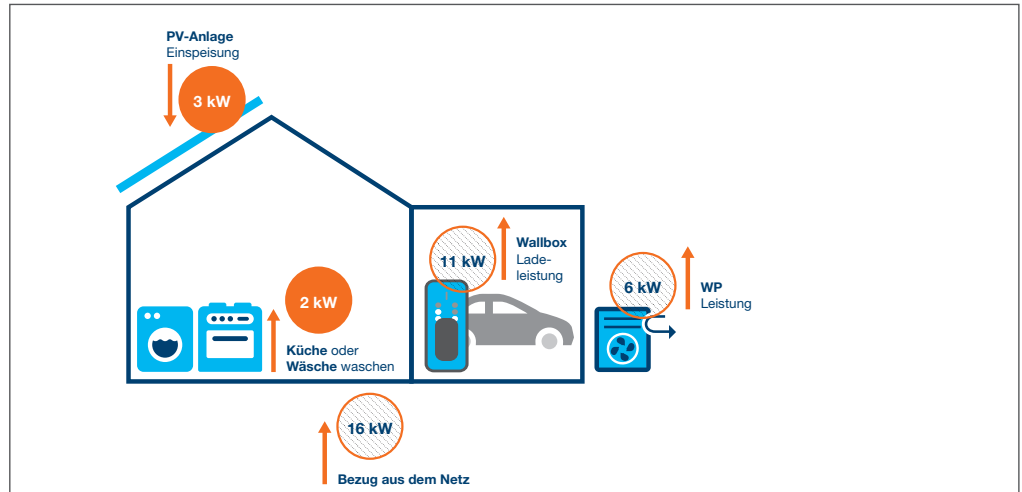 PV-Anlage
Einspeisung
3 kW
11 kW
Wallbox
Lade-
leistung
6 kW
WP
Leistung
2 kW
Küche oder
Wäsche waschen
16 kW
Bezug aus dem Netz